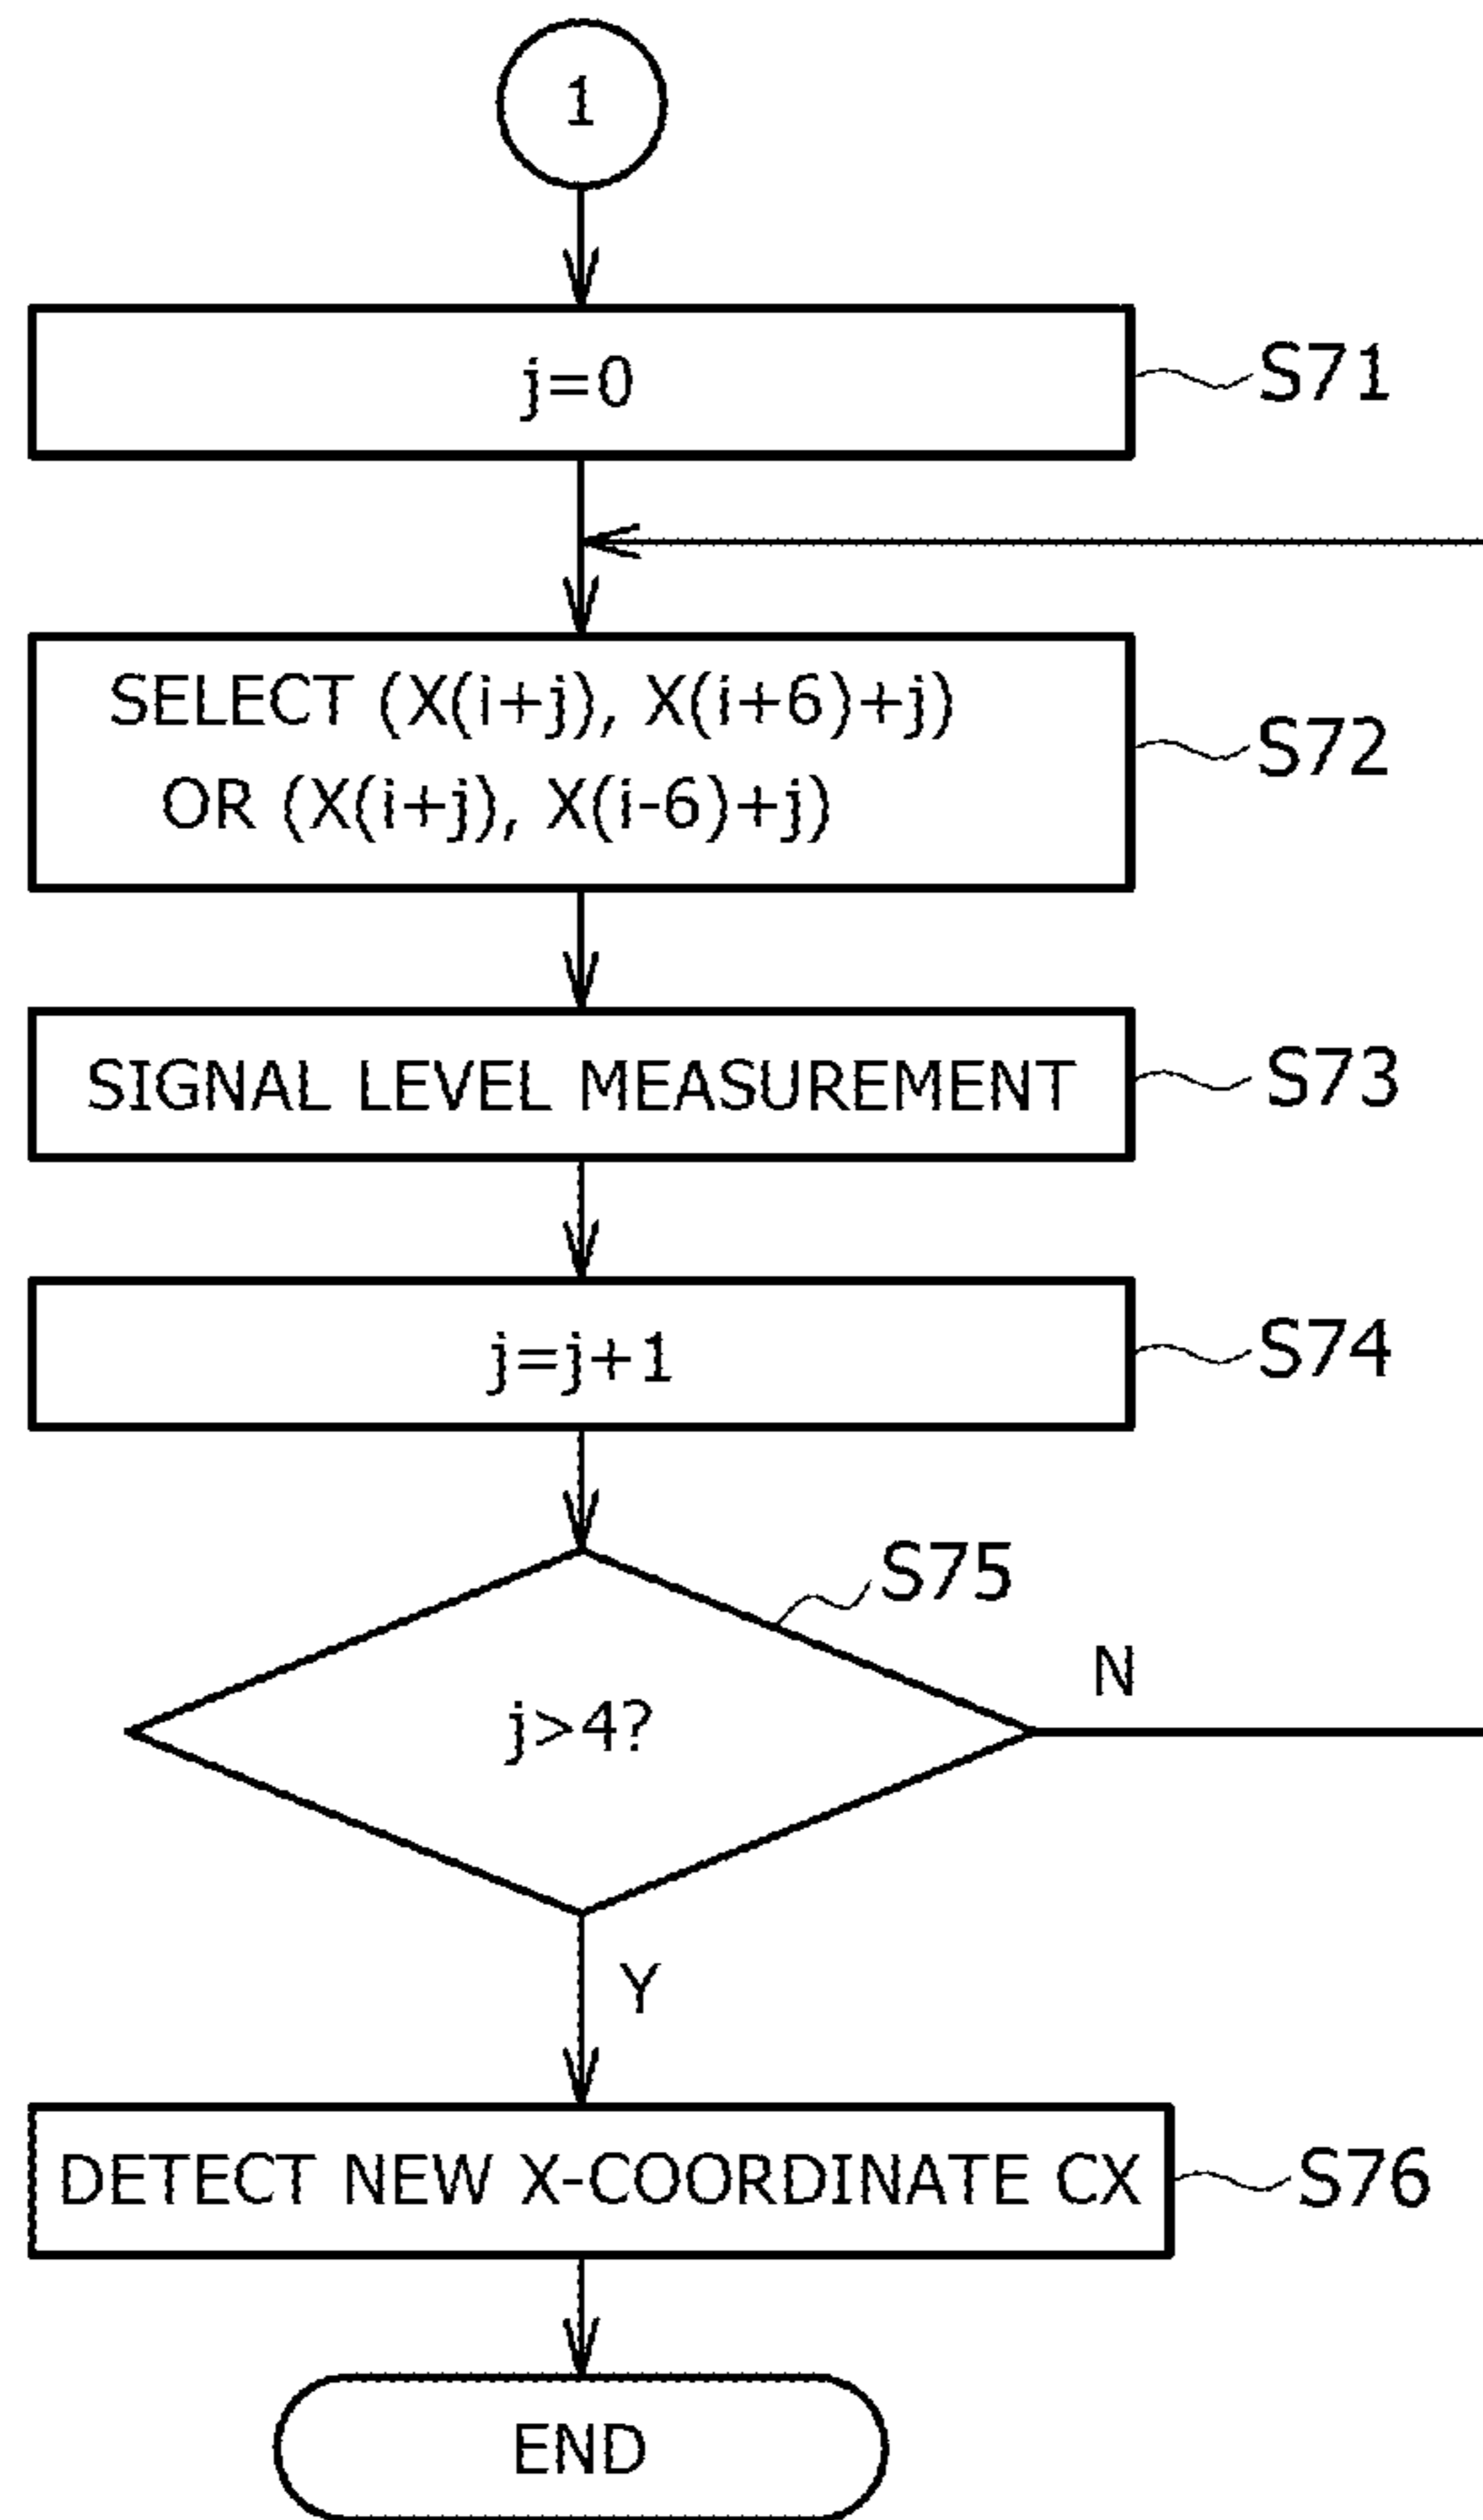 1
j=0
S71
SELECT (X(i+j), X(i+6)+j)
OR (X(i+j), X(i-6)+j)
S72
SIGNAL LEVEL MEASUREMENT
S73
j=j+1
S74
S75
j>4?
N
Y
DETECT NEW X-COORDINATE CX
S76
END